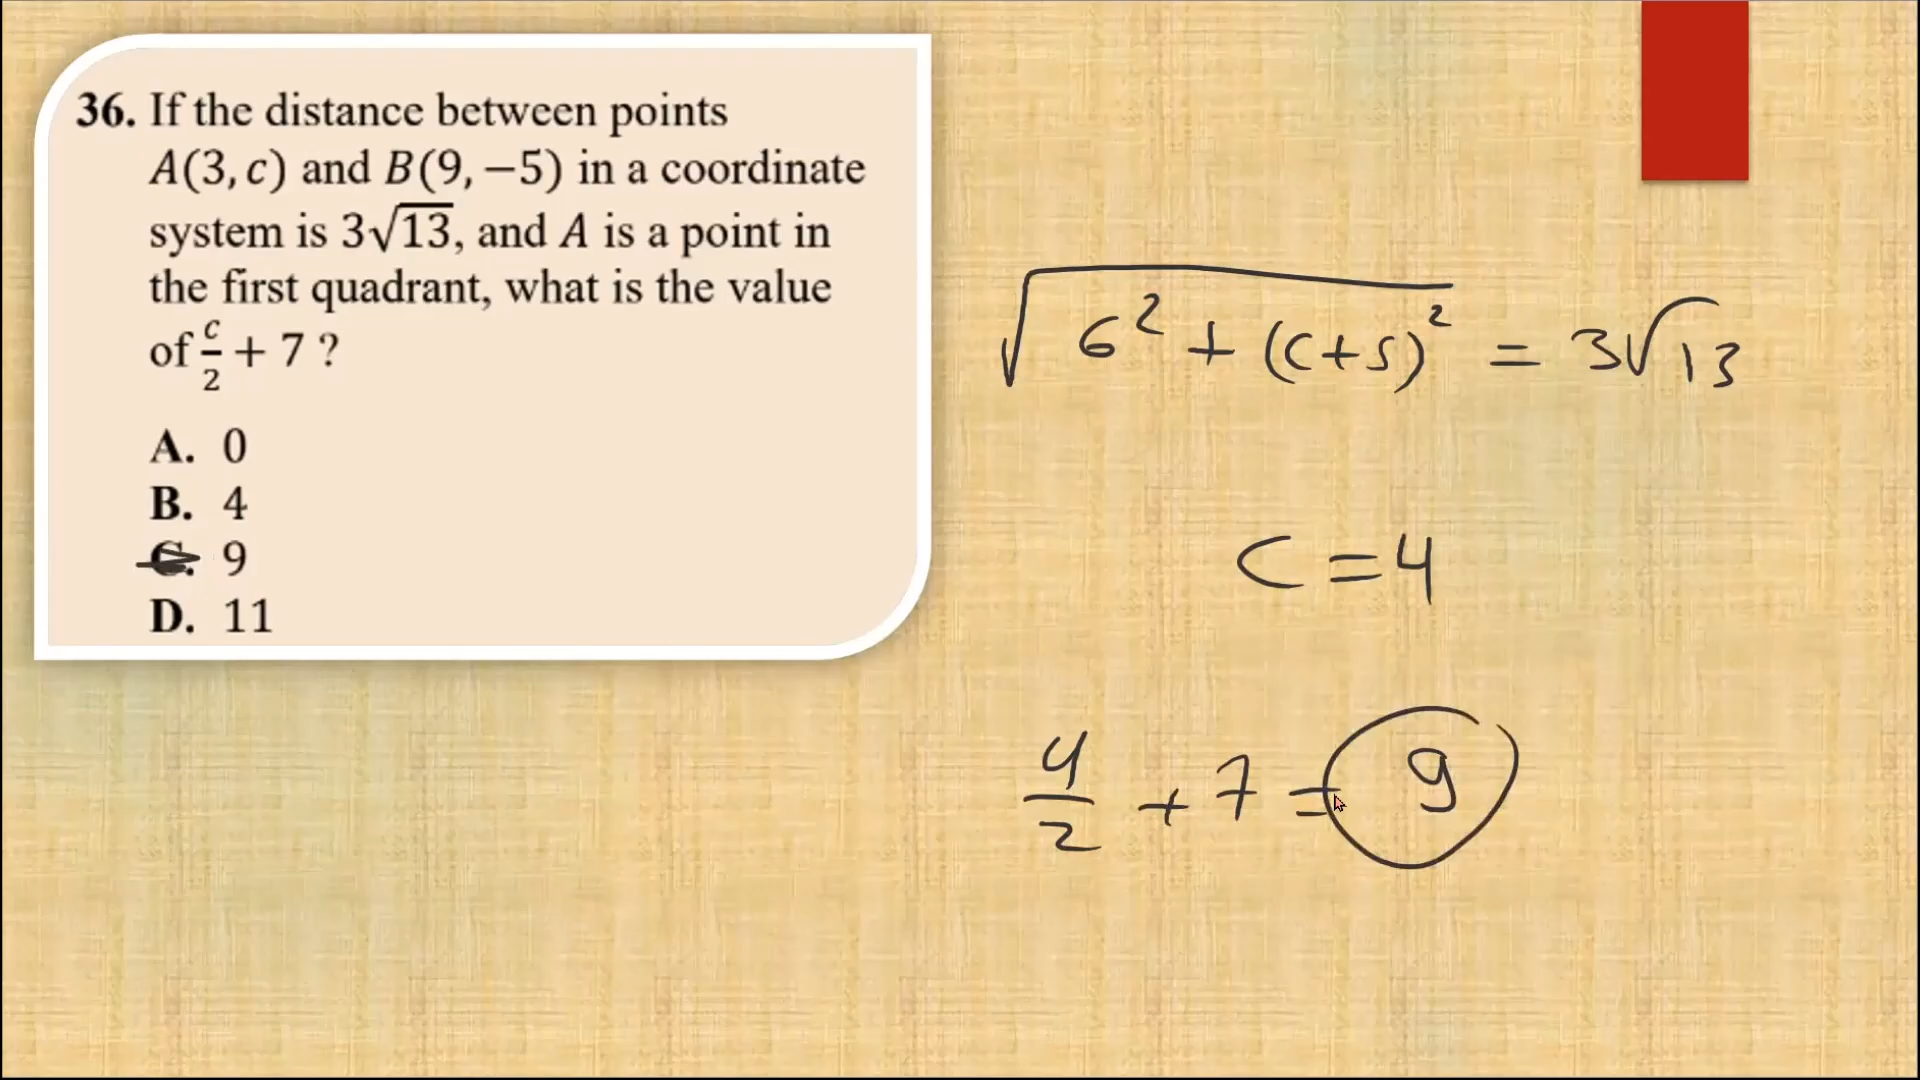 36. If the distance between points
A(3, c) and B(9, −5) in a coordinate
system is 3√13, and A is a point in
the first quadrant, what is the value
of c/2 + 7 ?
A. 0
B. 4
C. 9
D. 11
√(6² + (c+5)²) = 3√13
c = 4
4/2 + 7 = 9